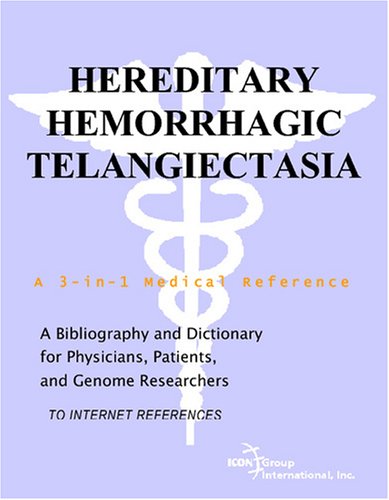 HEREDITARY
HEMORRHAGIC
TELANGIECTASIA
A 3-in-1 Medical Reference
A Bibliography and Dictionary
for Physicians, Patients,
and Genome Researchers
TO INTERNET REFERENCES
ICON Group
International, Inc.